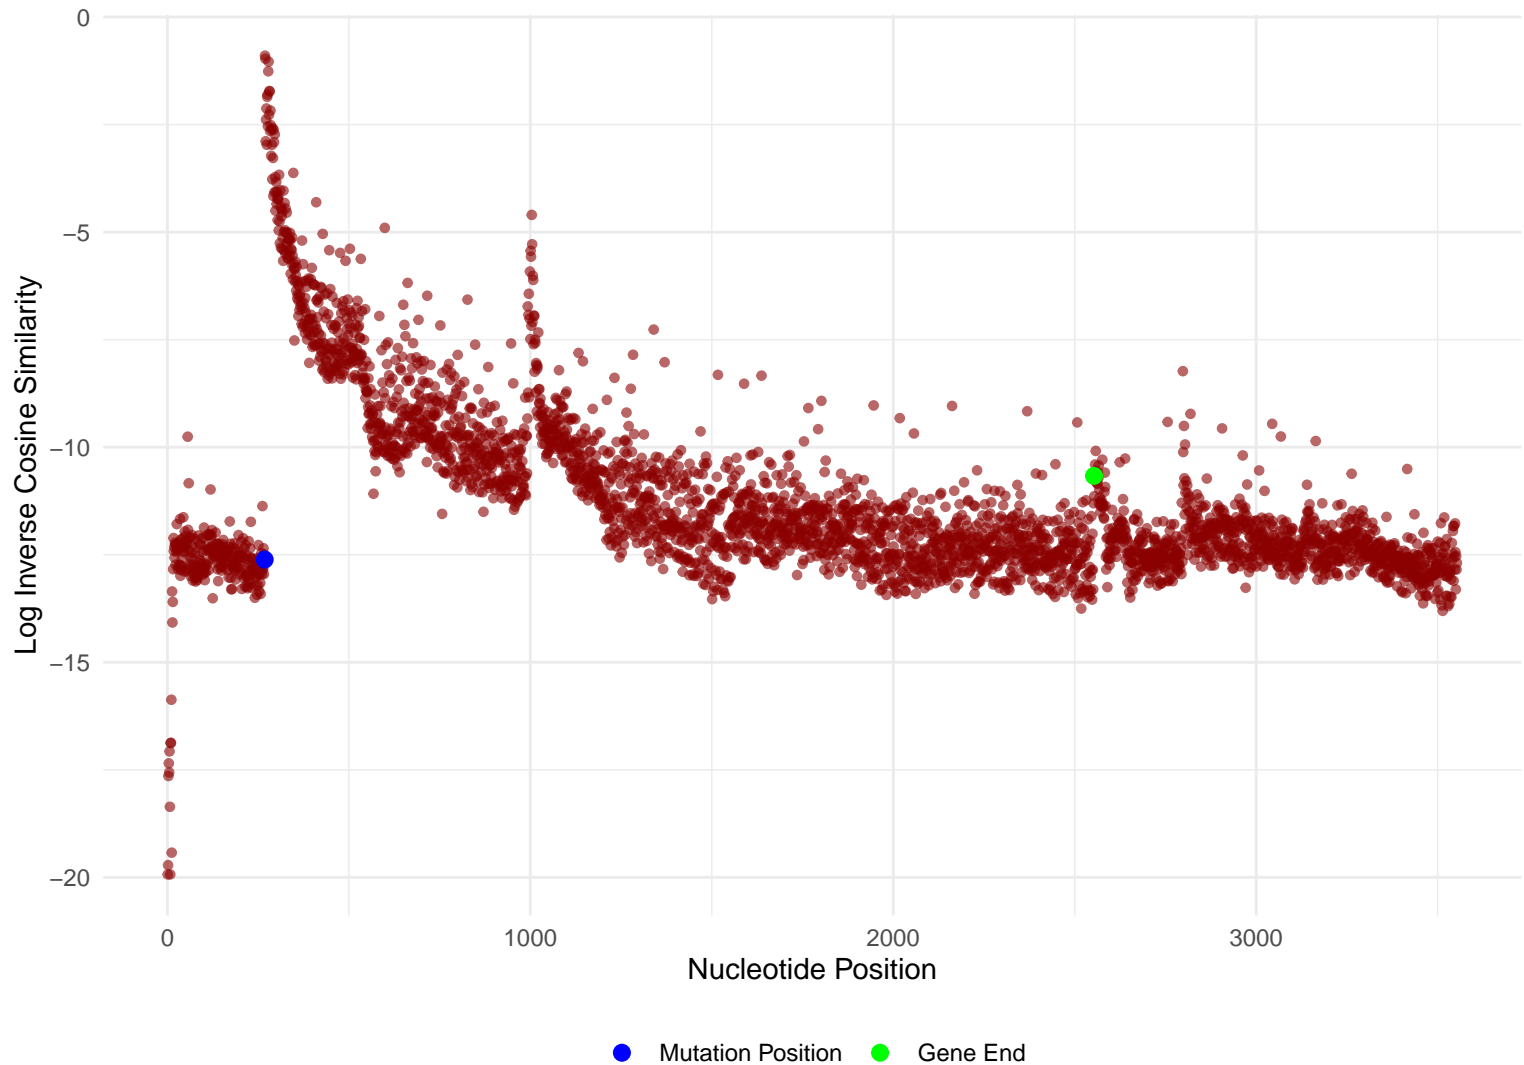 0
−5
−10
−15
−20
Log Inverse Cosine Similarity
0 1000 2000 3000
Nucleotide Position
Mutation Position Gene End